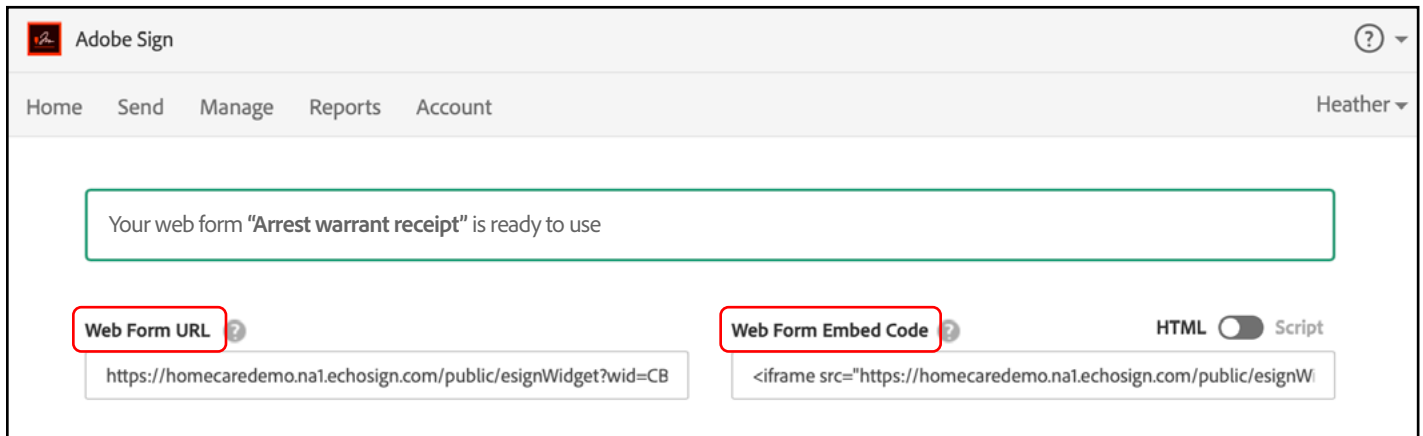 Adobe Sign
?
Home Send Manage Reports Account Heather
Your web form “Arrest warrant receipt” is ready to use
Web Form URL ? Web Form Embed Code ? HTML Script
https://homecaredemo.na1.echosign.com/public/esignWidget?wid=CB <iframe src="https://homecaredemo.na1.echosign.com/public/esignWi